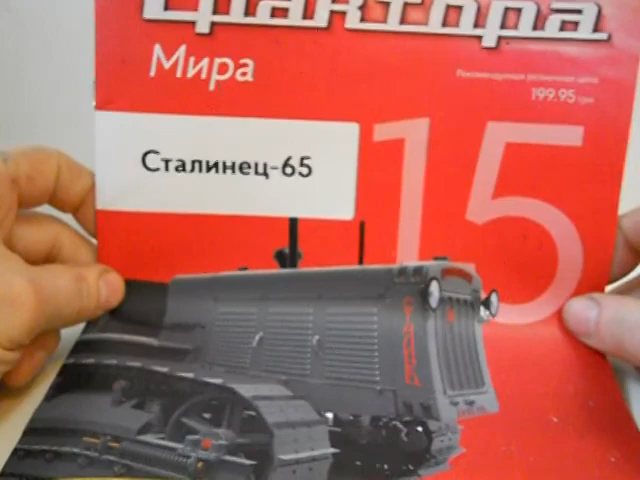 Трактора
Мира
Рекомендуемая розничная цена
199.95 грн
15
Сталинец-65